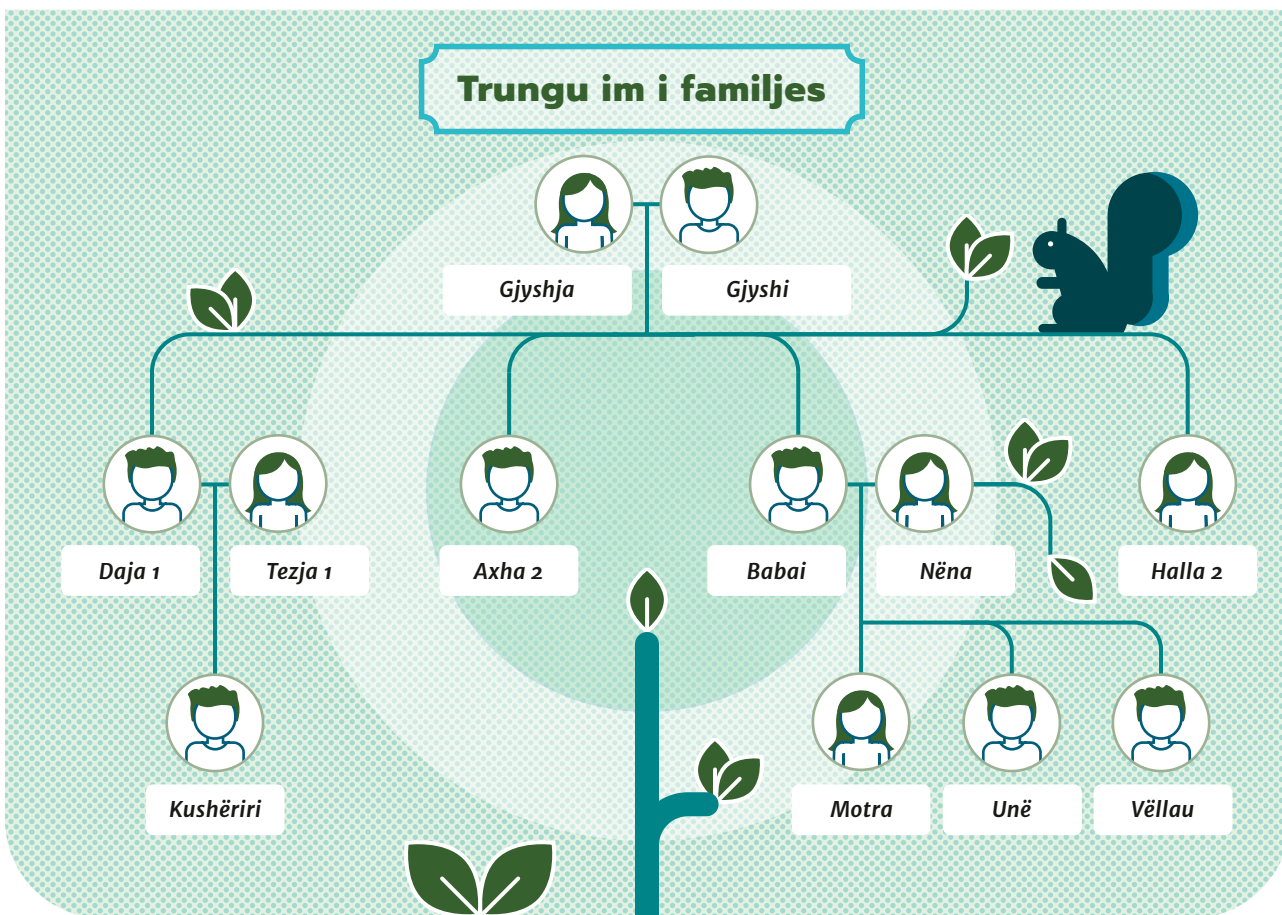 Trungu im i familjes
Gjyshja
Gjyshi
Daja 1
Tezja 1
Axha 2
Babai
Nëna
Halla 2
Kushëriri
Motra
Unë
Vëllau